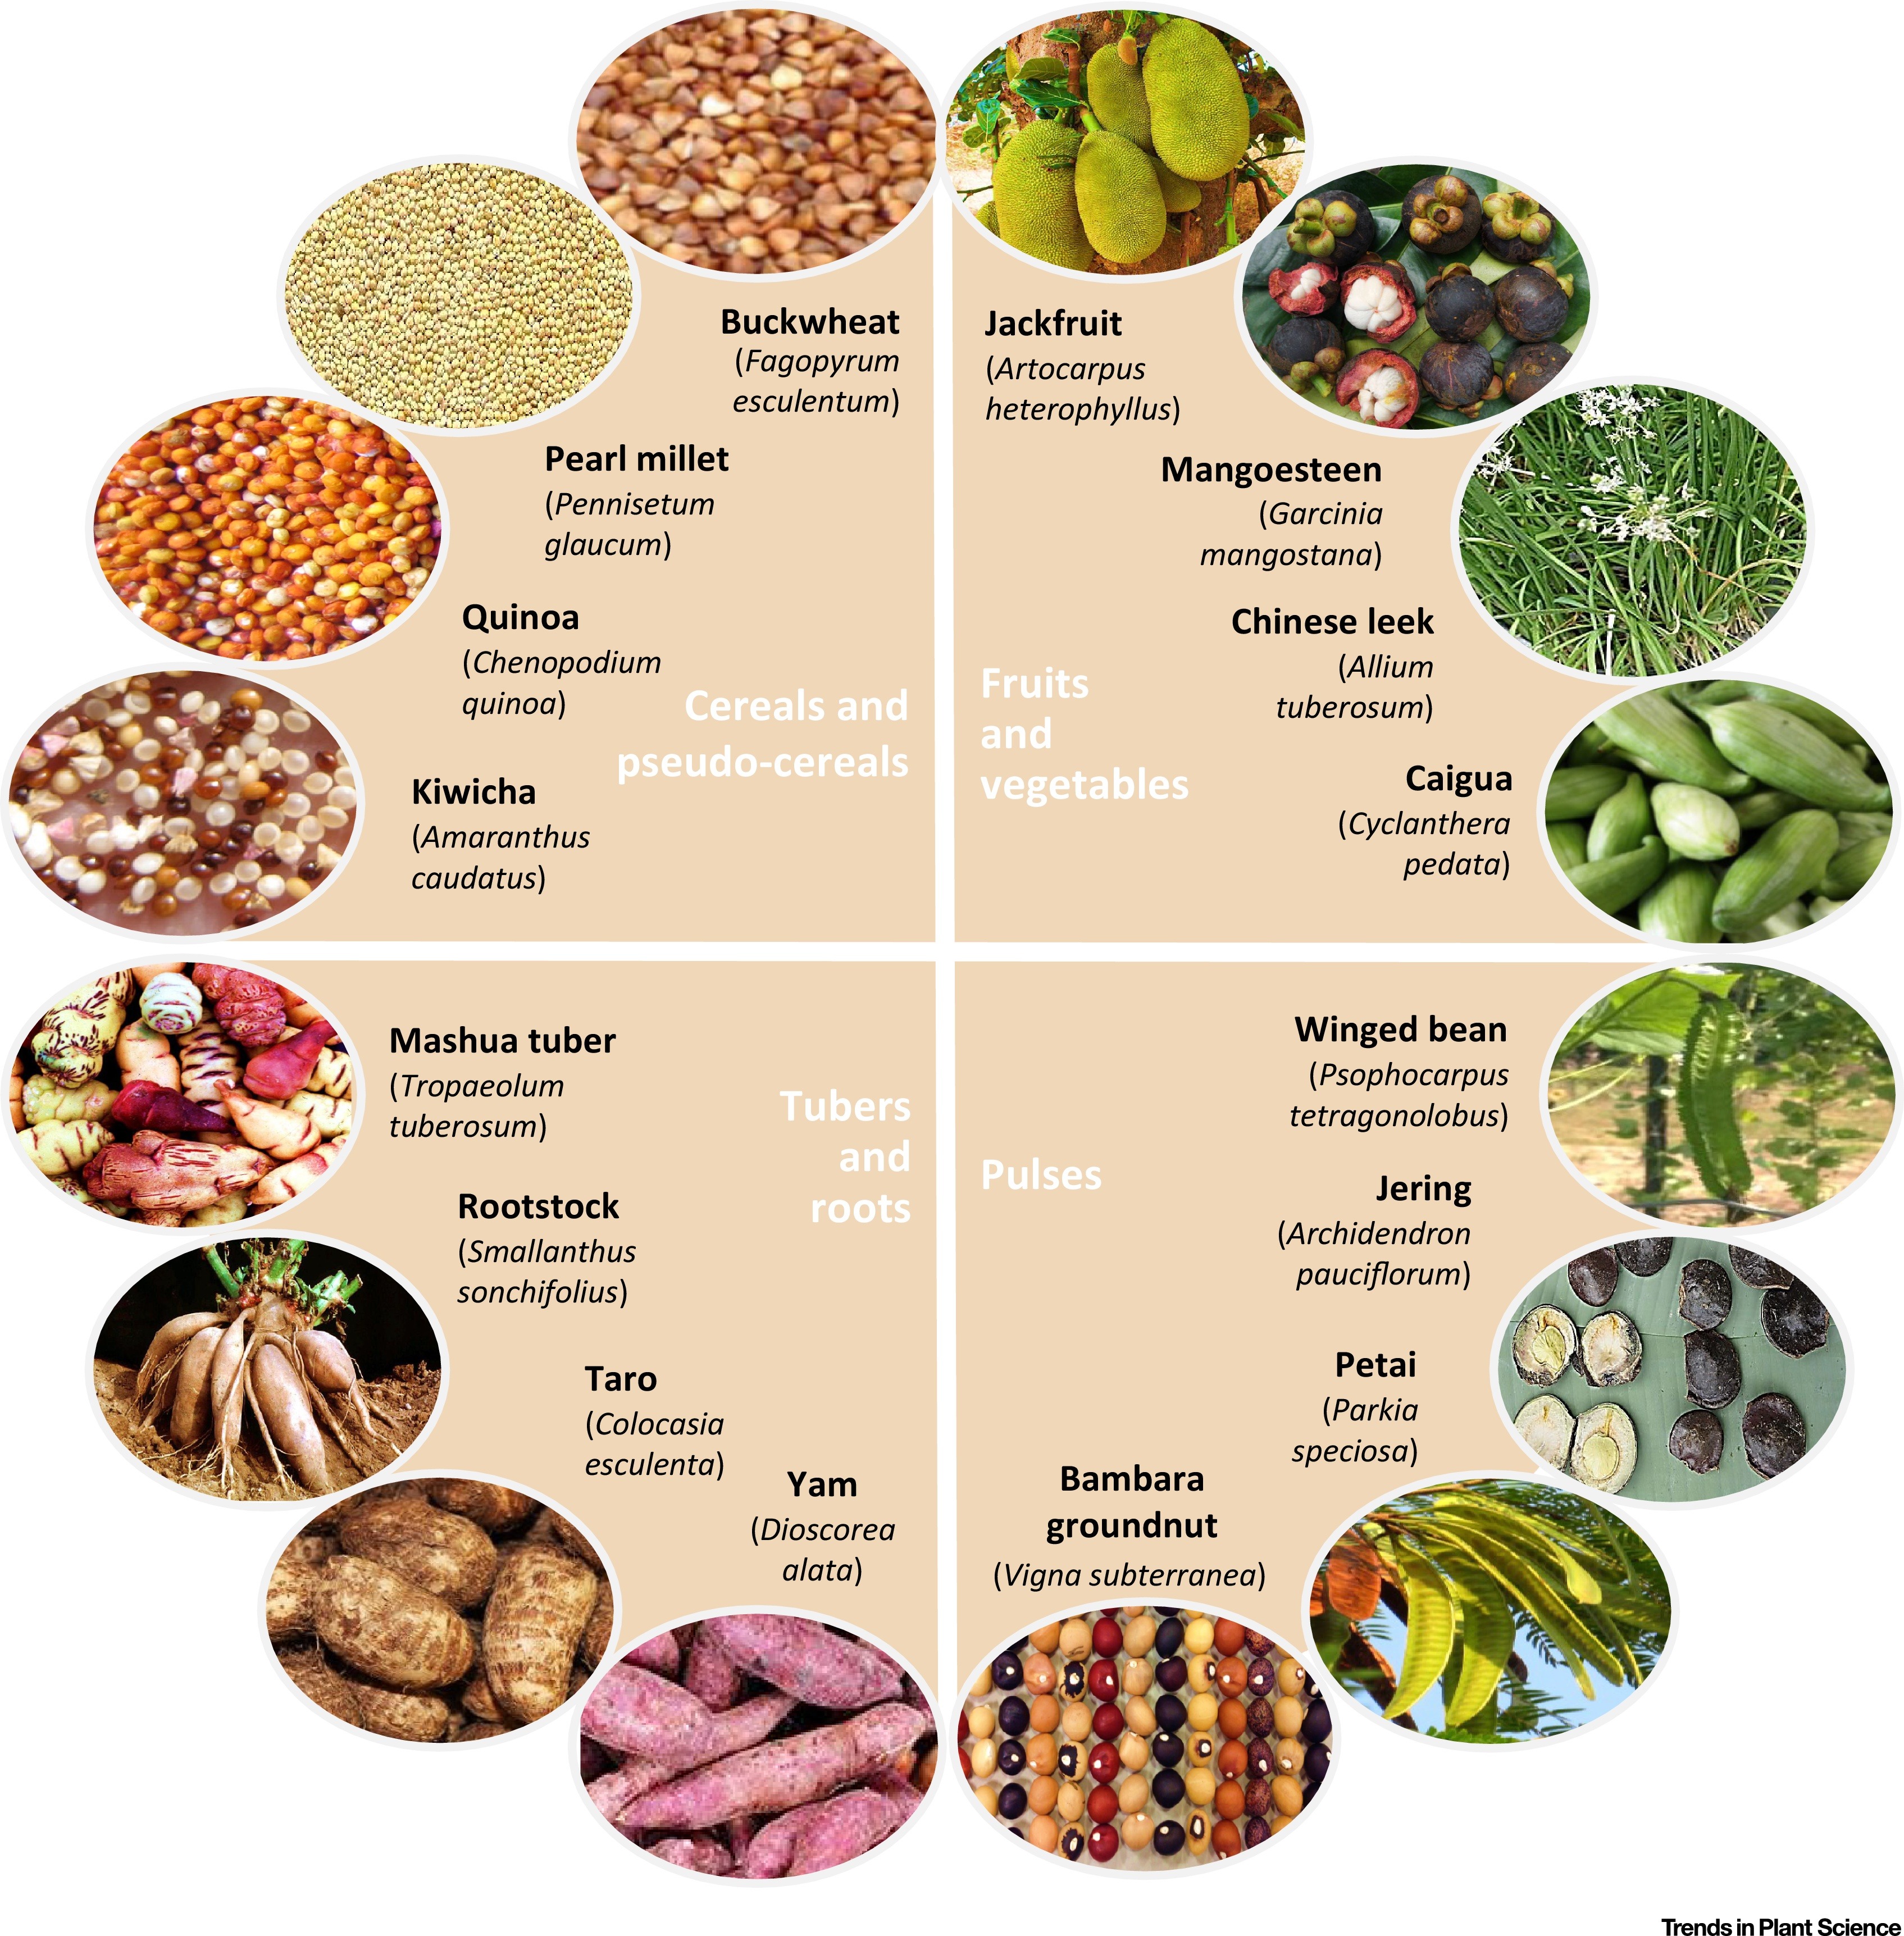 Buckwheat
(Fagopyrum
esculentum)
Pearl millet
(Pennisetum
glaucum)
Quinoa
(Chenopodium
quinoa)
Kiwicha
(Amaranthus
caudatus)
Cereals and
pseudo-cereals
Jackfruit
(Artocarpus
heterophyllus)
Mangoesteen
(Garcinia
mangostana)
Chinese leek
(Allium
tuberosum)
Caigua
(Cyclanthera
pedata)
Fruits
and
vegetables
Mashua tuber
(Tropaeolum
tuberosum)
Rootstock
(Smallanthus
sonchifolius)
Taro
(Colocasia
esculenta)
Yam
(Dioscorea
alata)
Tubers
and
roots
Winged bean
(Psophocarpus
tetragonolobus)
Jering
(Archidendron
pauciflorum)
Petai
(Parkia
speciosa)
Bambara
groundnut
(Vigna subterranea)
Pulses
Trends in Plant Science